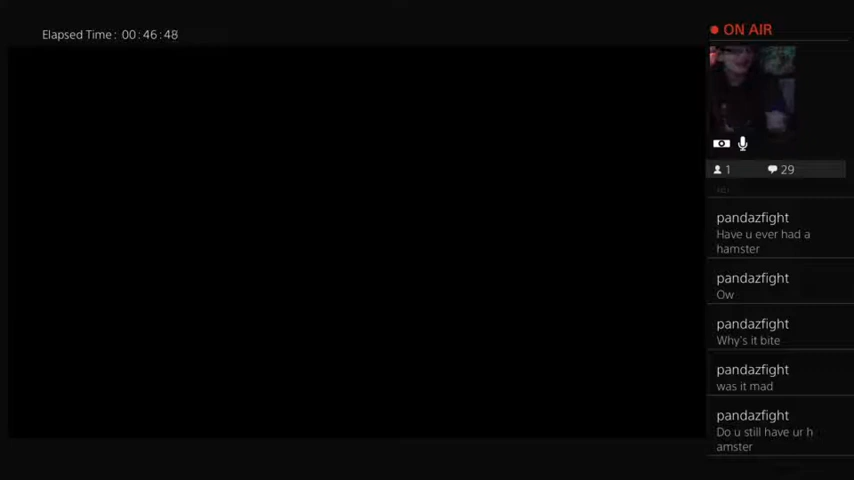 Elapsed Time: 00:46:48
ON AIR
1
29
pandazfight
Have u ever had a
hamster
pandazfight
Ow
pandazfight
Why's it bite
pandazfight
was it mad
pandazfight
Do u still have ur h
amster